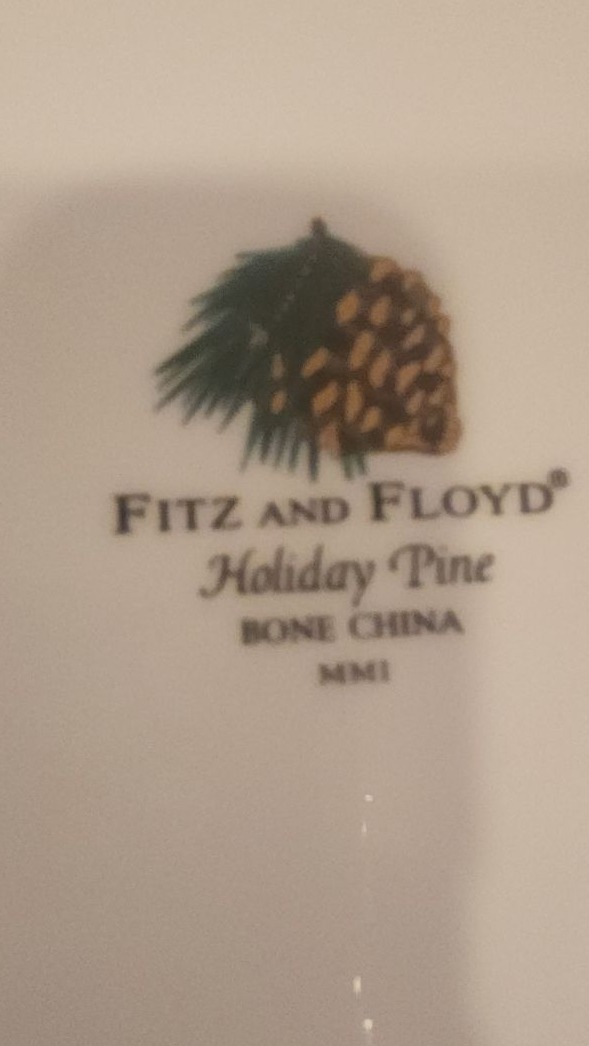 FITZ AND FLOYD®
Holiday Pine
BONE CHINA
MMI